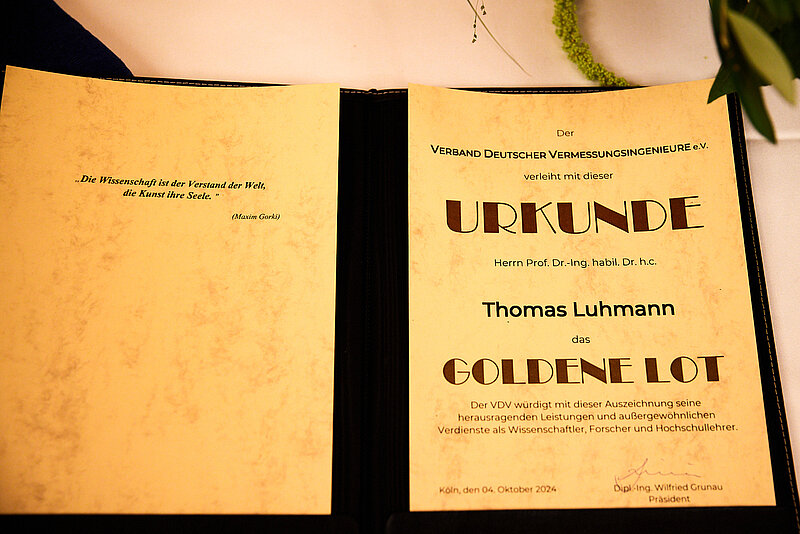 „Die Wissenschaft ist der Verstand der Welt,
die Kunst ihre Seele. "
(Maxim Gorki)
Der
VERBAND DEUTSCHER VERMESSUNGSINGENIEURE e.V.
verleiht mit dieser
URKUNDE
Herrn Prof. Dr.-Ing. habil. Dr. h.c.
Thomas Luhmann
das
GOLDENE LOT
Der VDV würdigt mit dieser Auszeichnung seine
herausragenden Leistungen und außergewöhnlichen
Verdienste als Wissenschaftler, Forscher und Hochschullehrer.
Köln, den 04. Oktober 2024
Dipl.-Ing. Wilfried Grunau
Präsident